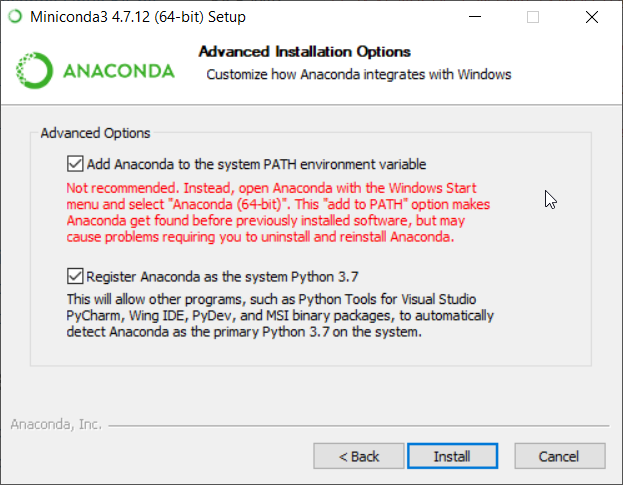 Miniconda3 4.7.12 (64-bit) Setup
ANACONDA
Advanced Installation Options
Customize how Anaconda integrates with Windows
Advanced Options
Add Anaconda to the system PATH environment variable
Not recommended. Instead, open Anaconda with the Windows Start
menu and select "Anaconda (64-bit)". This "add to PATH" option makes
Anaconda get found before previously installed software, but may
cause problems requiring you to uninstall and reinstall Anaconda.
Register Anaconda as the system Python 3.7
This will allow other programs, such as Python Tools for Visual Studio
PyCharm, Wing IDE, PyDev, and MSI binary packages, to automatically
detect Anaconda as the primary Python 3.7 on the system.
Anaconda, Inc.
< Back
Install
Cancel